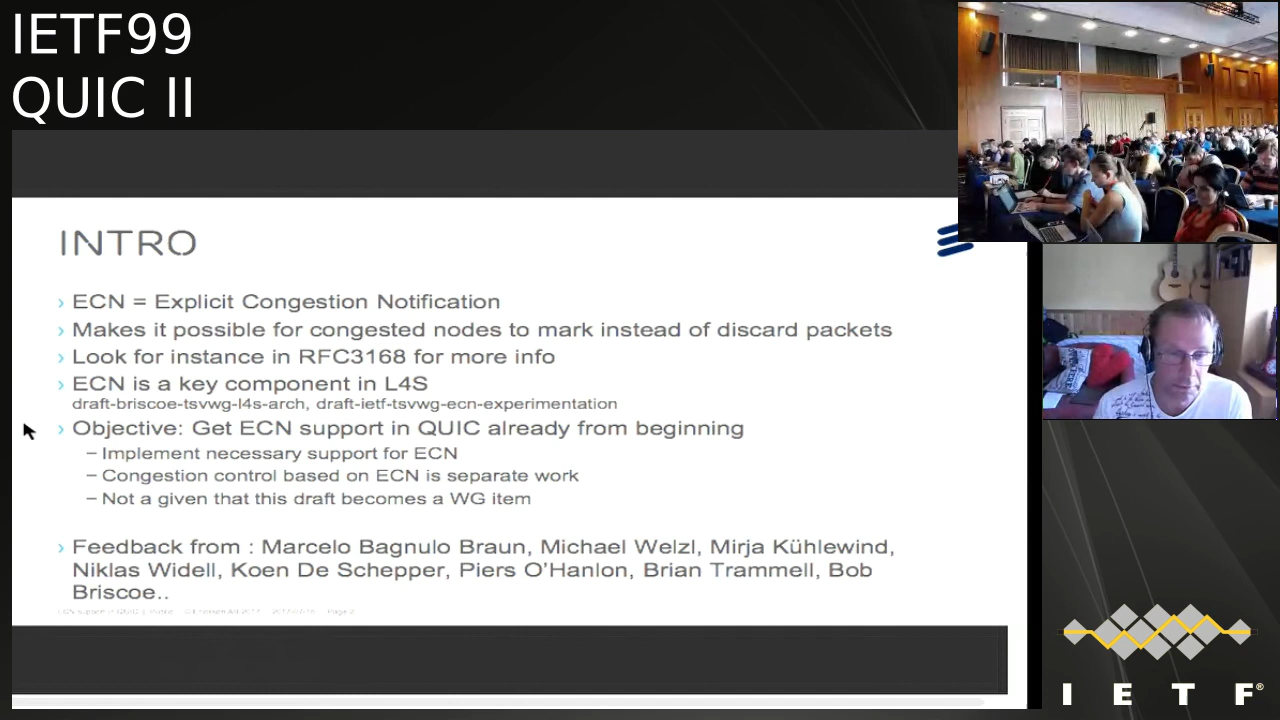 IETF99
QUIC II
INTRO
› ECN = Explicit Congestion Notification
› Makes it possible for congested nodes to mark instead of discard packets
› Look for instance in RFC3168 for more info
› ECN is a key component in L4S
draft-briscoe-tsvwg-l4s-arch, draft-ietf-tsvwg-ecn-experimentation
› Objective: Get ECN support in QUIC already from beginning
– Implement necessary support for ECN
– Congestion control based on ECN is separate work
– Not a given that this draft becomes a WG item
› Feedback from : Marcelo Bagnulo Braun, Michael Welzl, Mirja Kühlewind,
Niklas Widell, Koen De Schepper, Piers O'Hanlon, Brian Trammell, Bob
Briscoe..
I E T F®